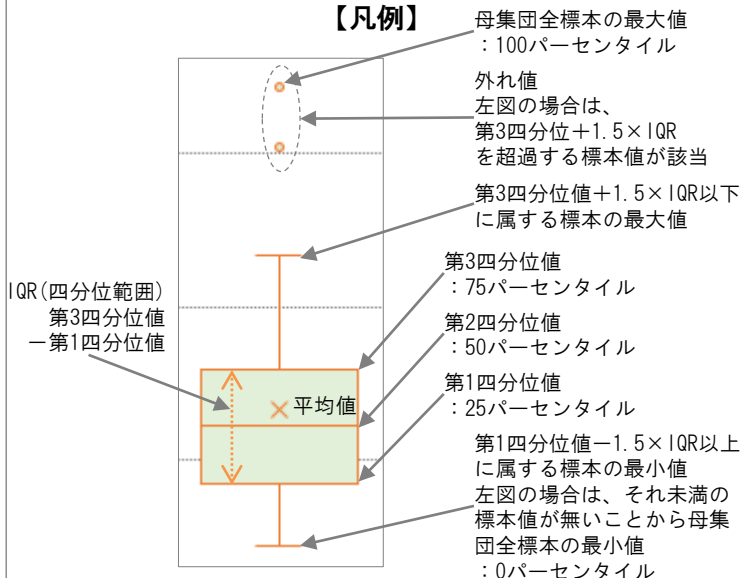 【凡例】
母集団全標本の最大値
：100パーセンタイル
外れ値
左図の場合は、
第3四分位＋1.5×IQR
を超過する標本値が該当
第3四分位値＋1.5×IQR以下
に属する標本の最大値
IQR(四分位範囲)
第3四分位値
－第1四分位値
第3四分位値
：75パーセンタイル
第2四分位値
：50パーセンタイル
平均値
第1四分位値
：25パーセンタイル
第1四分位値－1.5×IQR以上
に属する標本の最小値
左図の場合は、それ未満の
標本値が無いことから母集
団全標本の最小値
：0パーセンタイル